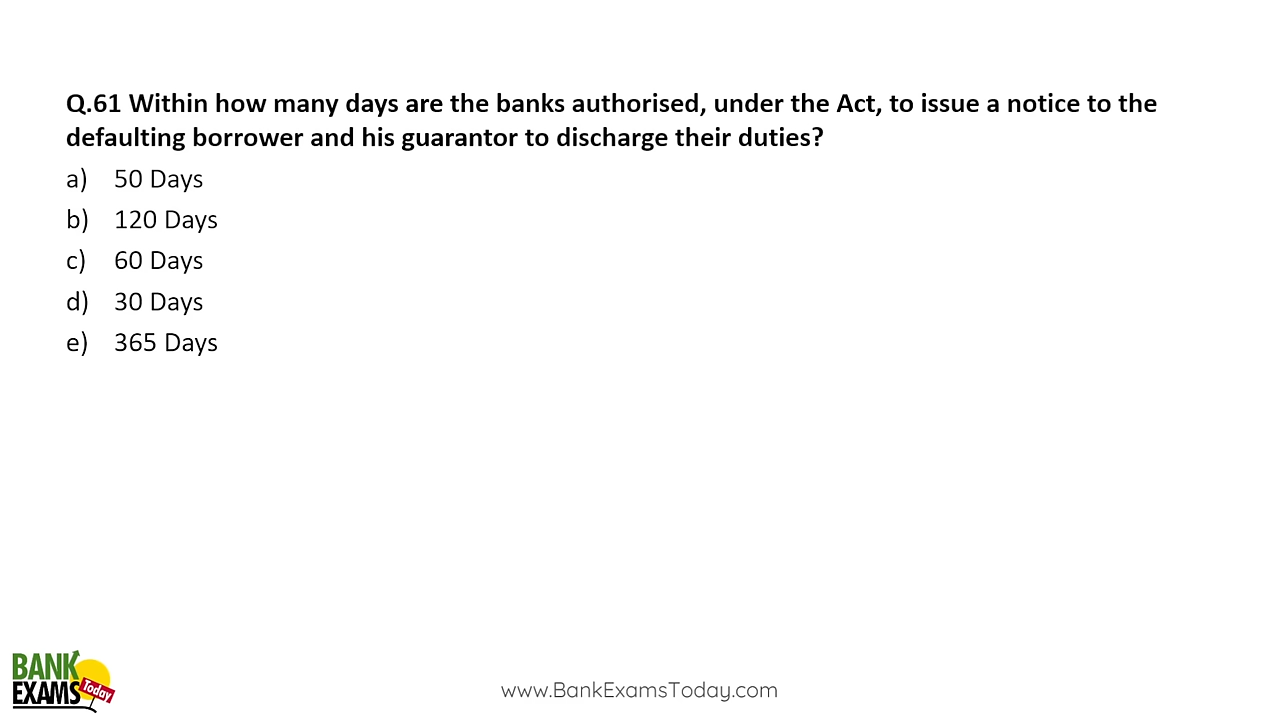 Q.61 Within how many days are the banks authorised, under the Act, to issue a notice to the
defaulting borrower and his guarantor to discharge their duties?
a) 50 Days
b) 120 Days
c) 60 Days
d) 30 Days
e) 365 Days
BANK
EXAMS Today
www.BankExamsToday.com